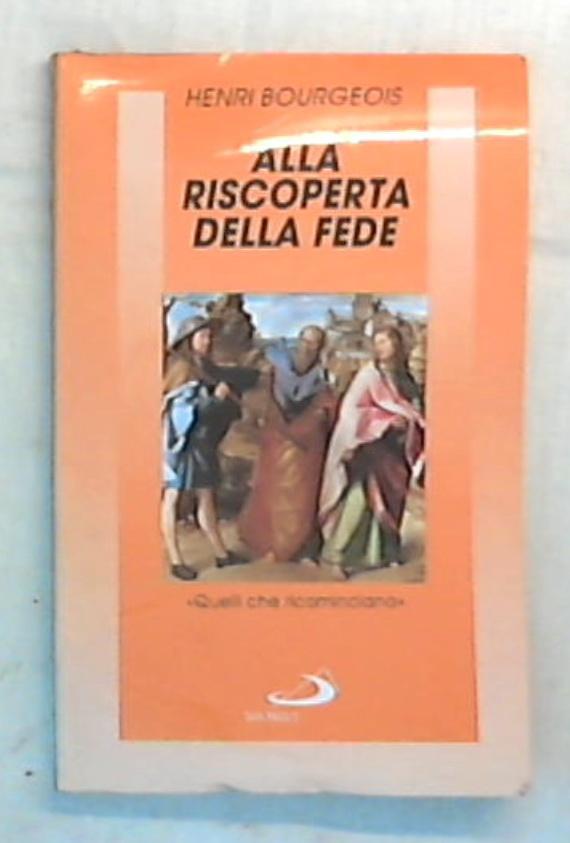 HENRI BOURGEOIS
ALLA
RISCOPERTA
DELLA FEDE
«Quelli che ricominciano»
SAN PAOLO